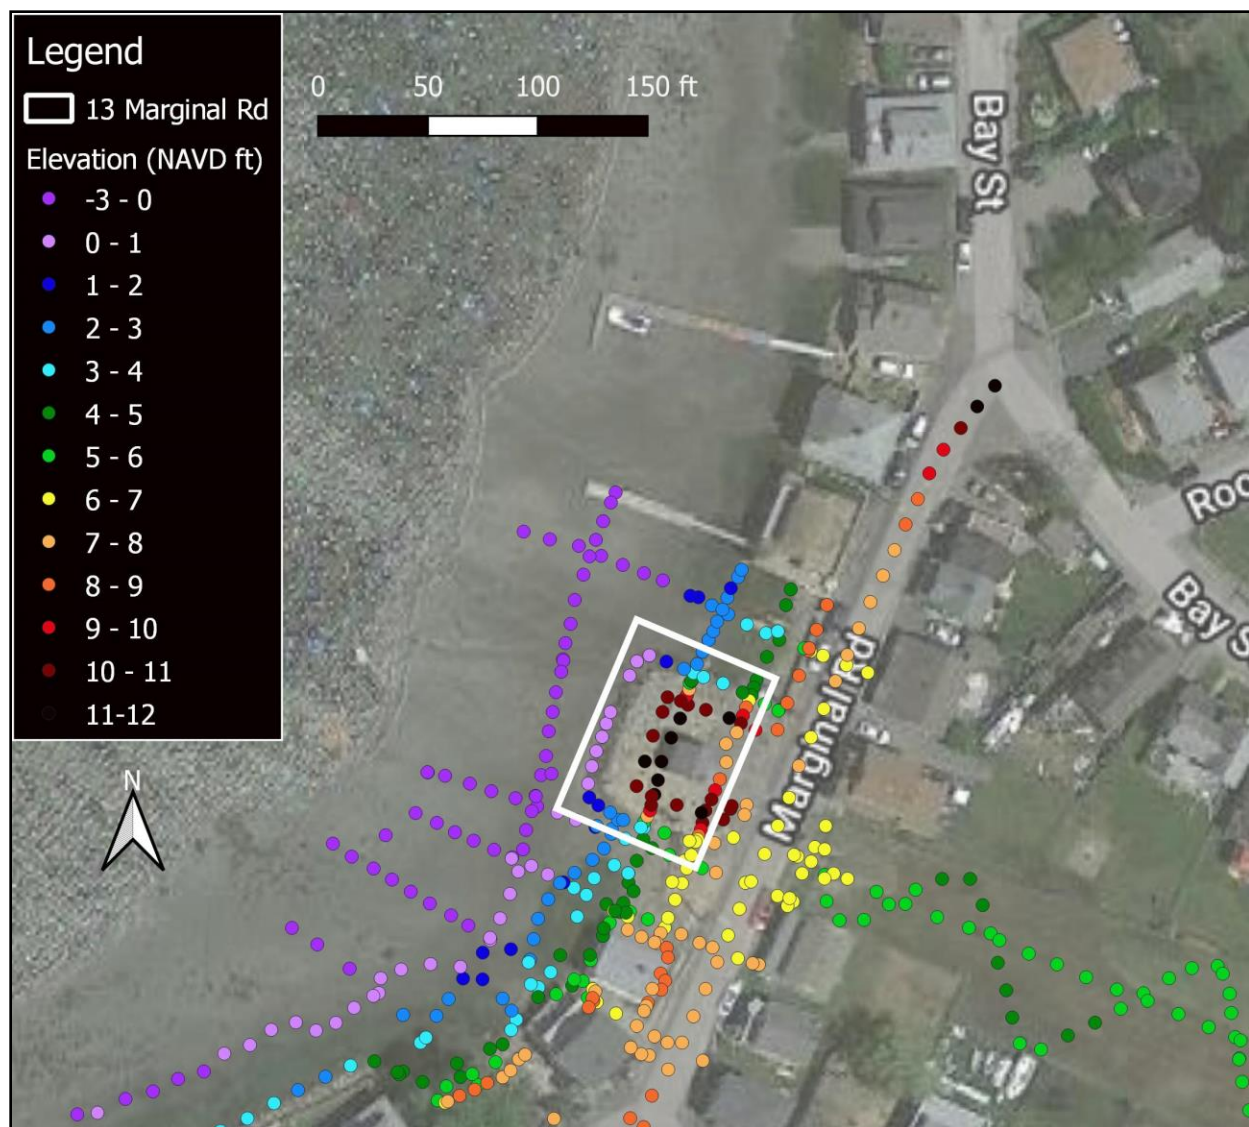 Legend
13 Marginal Rd
Elevation (NAVD ft)
-3 - 0
0 - 1
1 - 2
2 - 3
3 - 4
4 - 5
5 - 6
6 - 7
7 - 8
8 - 9
9 - 10
10 - 11
11-12
0 50 100 150 ft
Bay St
Roc
Bay S
Marginal Rd
N